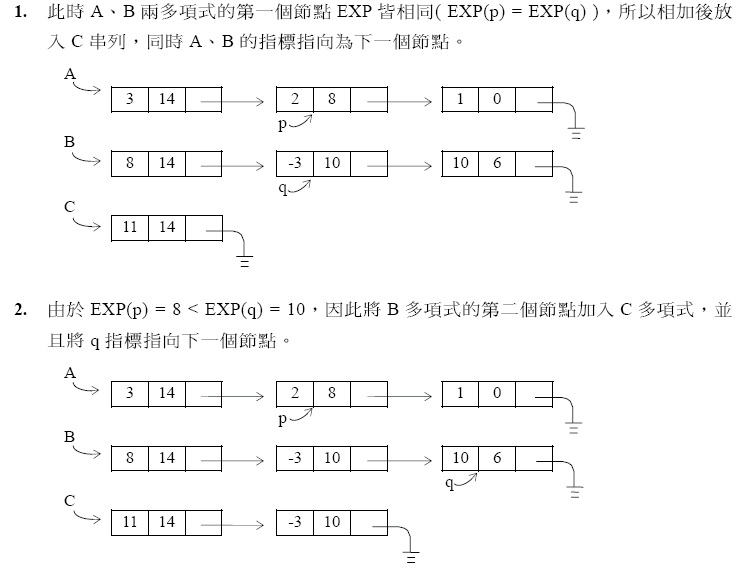 1. 此時 A、B 兩多項式的第一個節點 EXP 皆相同( EXP(p) = EXP(q) )，所以相加後放
入 C 串列，同時 A、B 的指標指向為下一個節點。
A
3 14 2 8 1 0
p
B
8 14 -3 10 10 6
q
C
11 14
2. 由於 EXP(p) = 8 < EXP(q) = 10，因此將 B 多項式的第二個節點加入 C 多項式，並
且將 q 指標指向下一個節點。
A
3 14 2 8 1 0
p
B
8 14 -3 10 10 6
q
C
11 14 -3 10